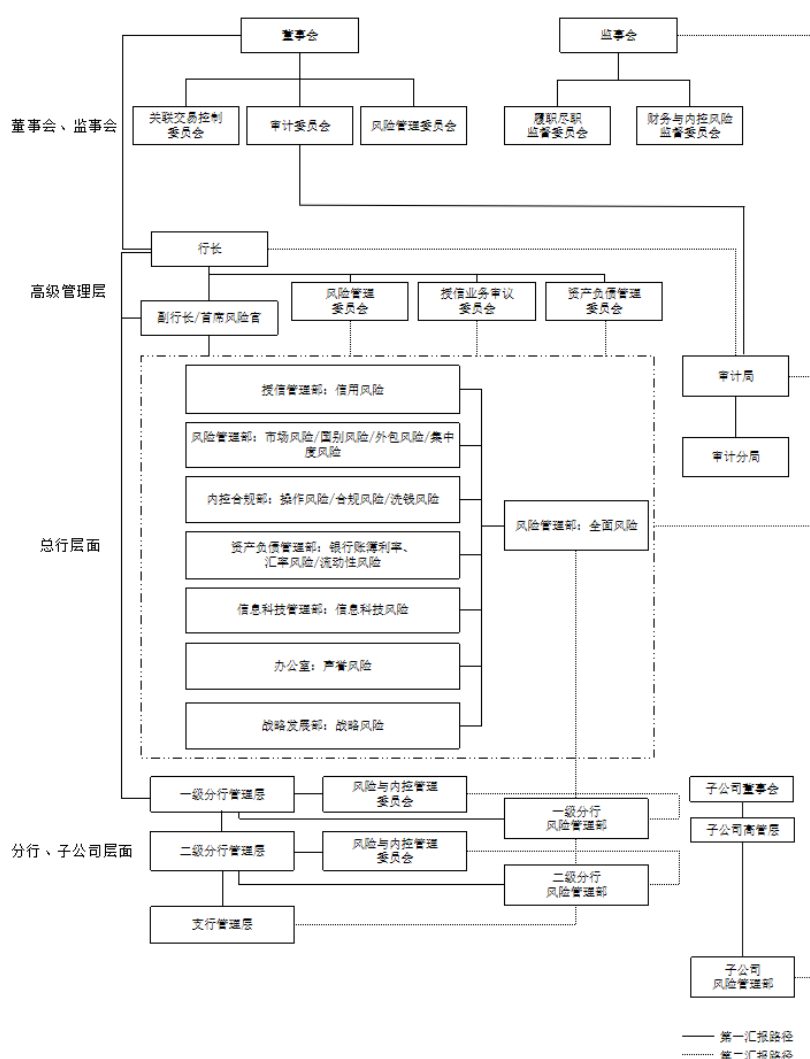 董事会
监事会
董事会、监事会
关联交易控制
委员会
审计委员会
风险管理委员会
履职尽职
监督委员会
财务与内控风险
监督委员会
行长
高级管理层
副行长/首席风险官
风险管理
委员会
授信业务审议
委员会
资产负债管理
委员会
审计局
审计分局
总行层面
授信管理部：信用风险
风险管理部：市场风险/国别风险/外包风险/集中
度风险
内控合规部：操作风险/合规风险/洗钱风险
资产负债管理部：银行账簿利率、
汇率风险/流动性风险
信息科技管理部：信息科技风险
办公室：声誉风险
战略发展部：战略风险
风险管理部：全面风险
分行、子公司层面
一级分行管理层
风险与内控管理
委员会
一级分行
风险管理部
二级分行管理层
风险与内控管理
委员会
二级分行
风险管理部
支行管理层
子公司董事会
子公司高管层
子公司
风险管理部
第一汇报路径
第二汇报路径